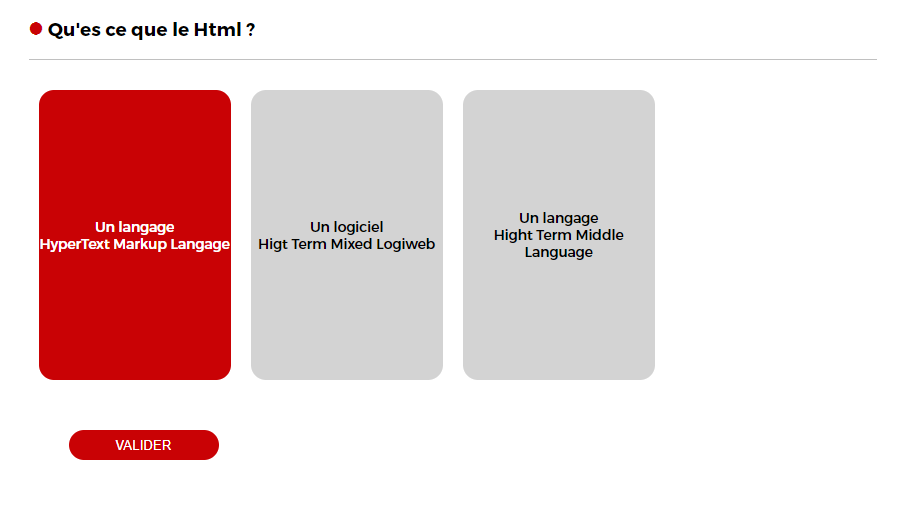 Qu'es ce que le Html ?
Un langage
HyperText Markup Langage
Un logiciel
Higt Term Mixed Logiweb
Un langage
Hight Term Middle
Language
VALIDER